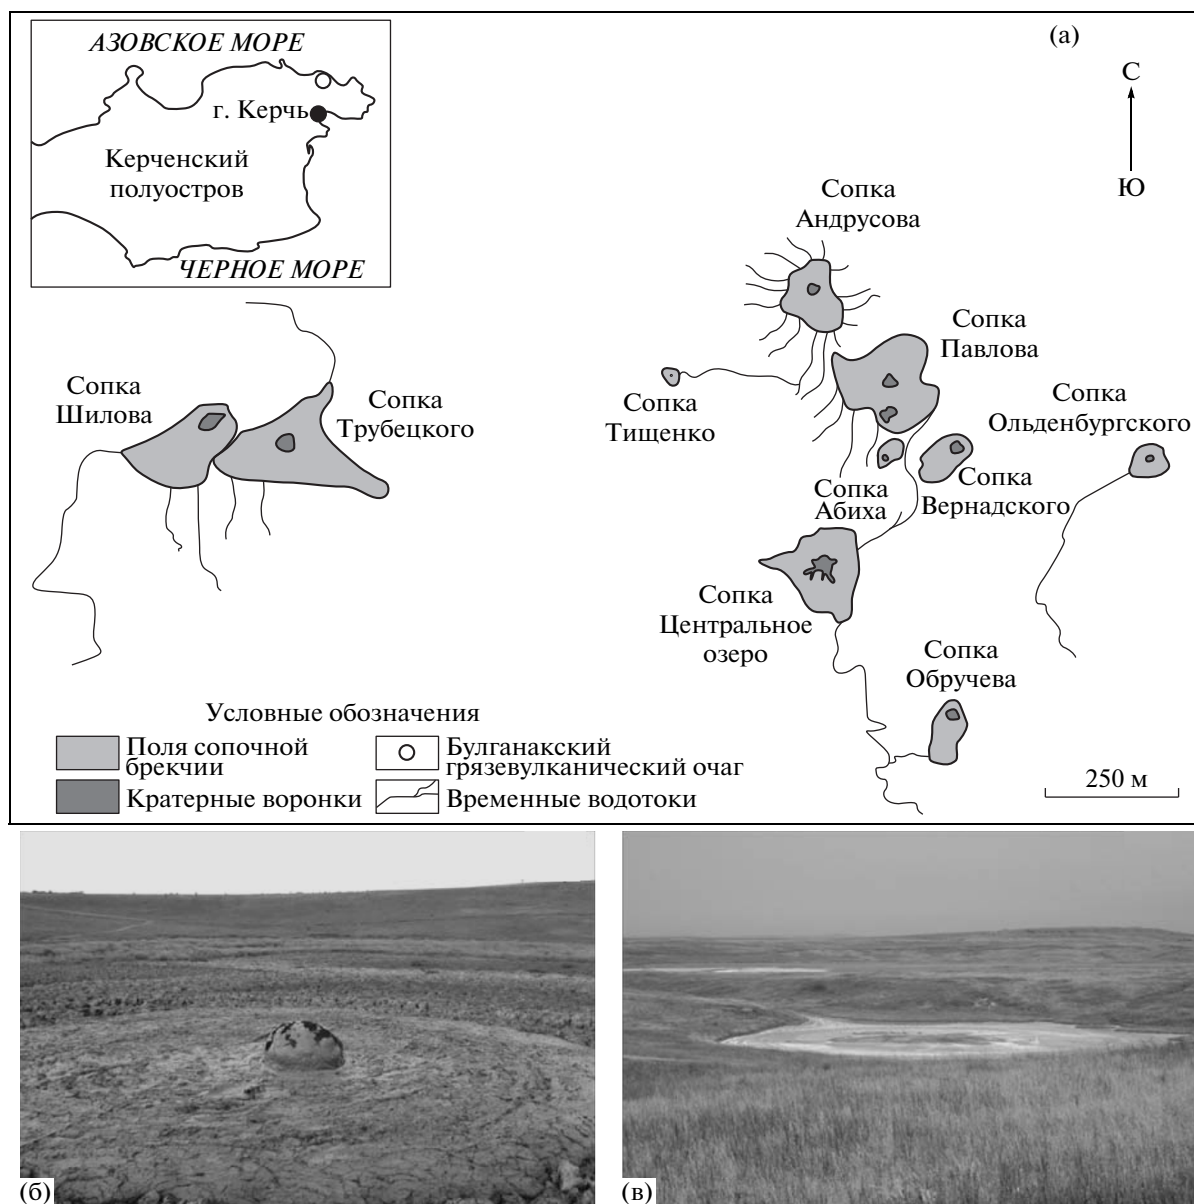 АЗОВСКОЕ МОРЕ
г. Керчь
Керченский
полуостров
ЧЕРНОЕ МОРЕ
(а)
С
Ю
Сопка
Андрусова
Сопка
Павлова
Сопка
Шилова
Сопка
Трубецкого
Сопка
Тищенко
Сопка
Ольденбургского
Сопка
Абиха
Сопка
Вернадского
Сопка
Центральное
озеро
Сопка
Обручева
Условные обозначения
Поля сопочной
брекчии
Булганакский
грязевулканический очаг
Кратерные воронки
Временные водотоки
250 м
(б)
(в)